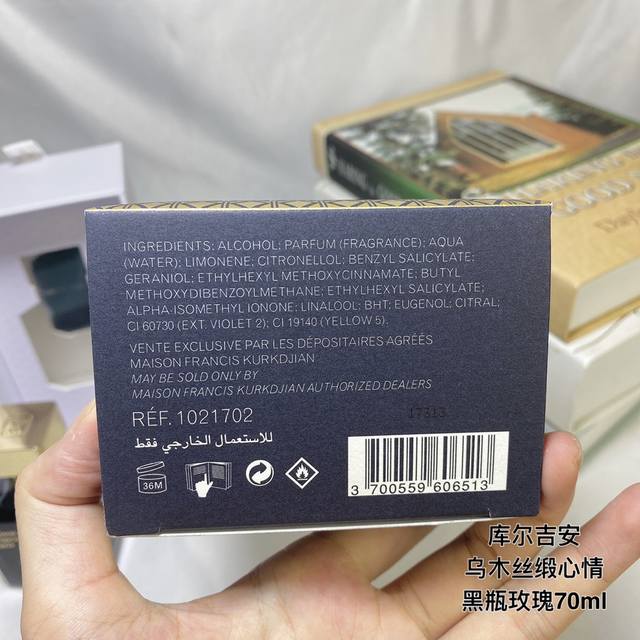 INGREDIENTS: ALCOHOL; PARFUM (FRAGRANCE); AQUA
(WATER); LIMONENE; CITRONELLOL; BENZYL SALICYLATE;
GERANIOL; ETHYLHEXYL METHOXYCINNAMATE; BUTYL
METHOXYDIBENZOYLMETHANE; ETHYLHEXYL SALICYLATE;
ALPHA-ISOMETHYL IONONE; LINALOOL; BHT; EUGENOL; CITRAL;
CI 60730 (EXT. VIOLET 2); CI 19140 (YELLOW 5).
VENTE EXCLUSIVE PAR LES DÉPOSITAIRES AGRÉÉS
MAISON FRANCIS KURKDJIAN
MAY BE SOLD ONLY BY
MAISON FRANCIS KURKDJIAN AUTHORIZED DEALERS
RÉF. 1021702
17313
للاستعمال الخارجي فقط
36M
3 700559 606513
库尔吉安
乌木丝缎心情
黑瓶玫瑰70ml